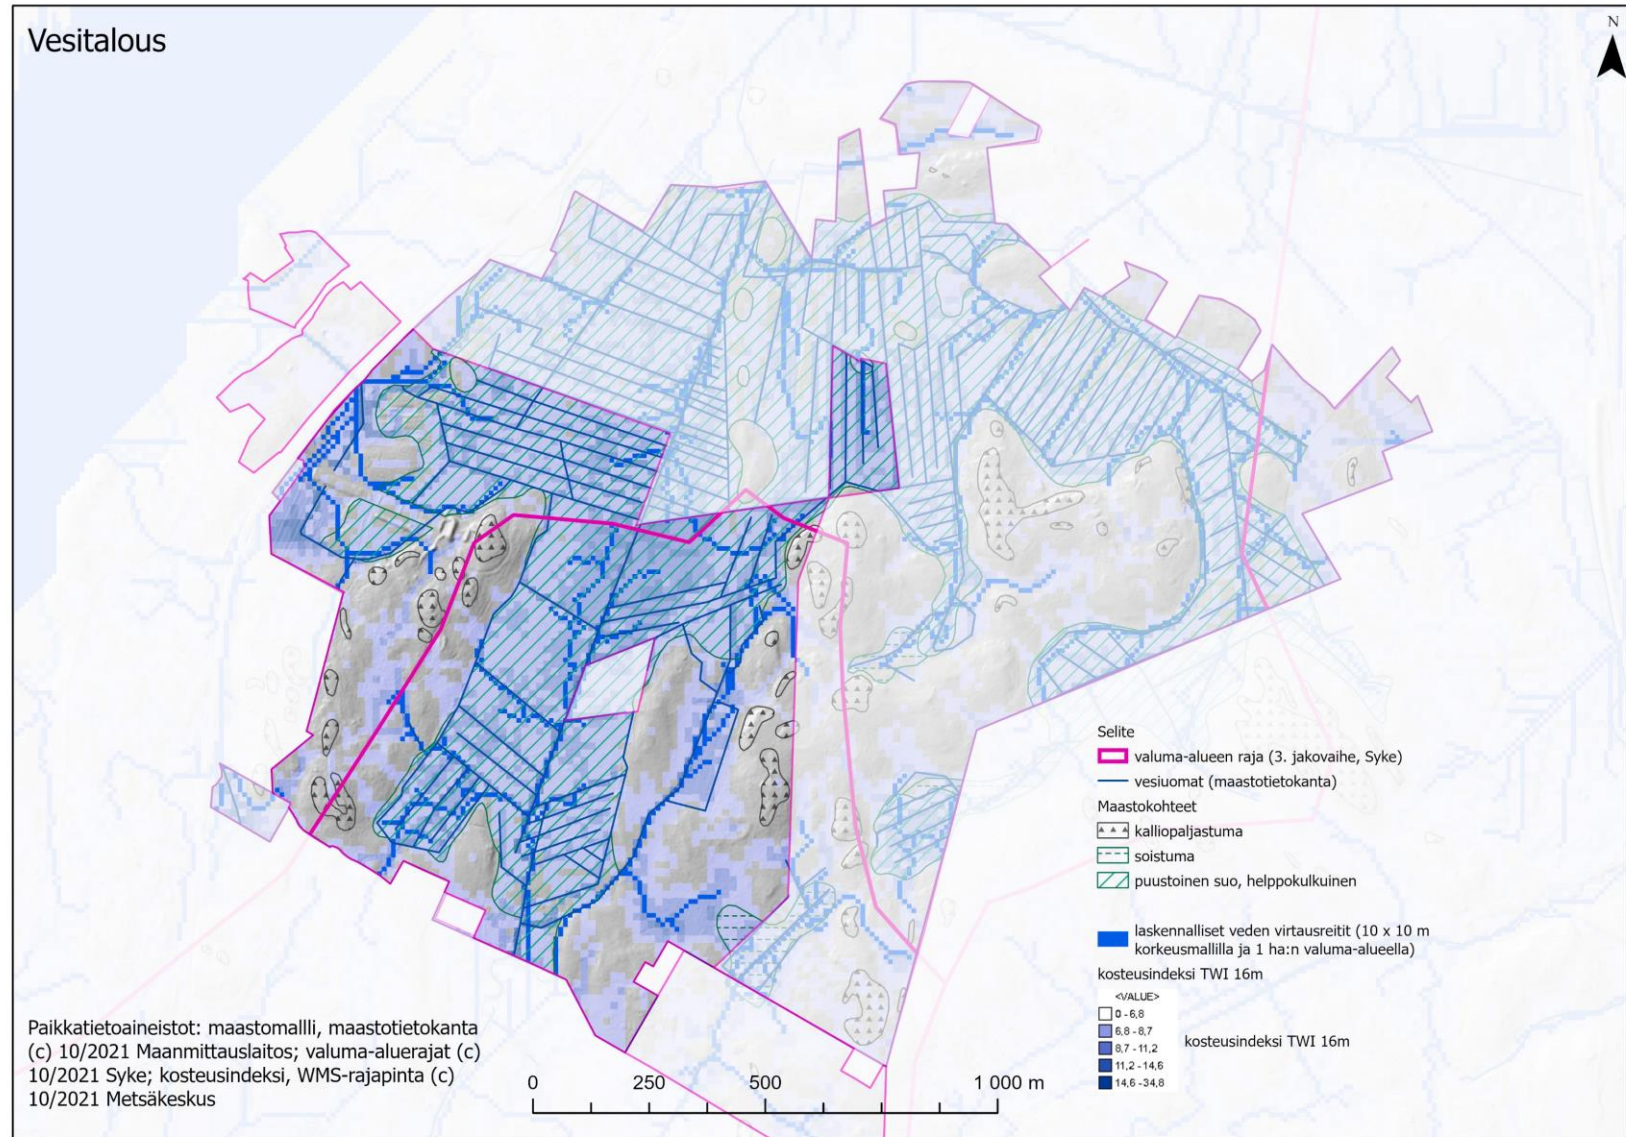 Vesitalous
N
Selite
valuma-alueen raja (3. jakovaihe, Syke)
vesiuomat (maastotietokanta)
Maastokohteet
kalliopaljastuma
soistuma
puustoinen suo, helppokulkuinen
laskennalliset veden virtausreitit (10 x 10 m
korkeusmallilla ja 1 ha:n valuma-alueella)
kosteusindeksi TWI 16m
<VALUE>
0 - 6,8
6,8 - 8,7
8,7 - 11,2
11,2 - 14,6
14,6 -34,8
kosteusindeksi TWI 16m
Paikkatietoaineistot: maastomallli, maastotietokanta
(c) 10/2021 Maanmittauslaitos; valuma-aluerajat (c)
10/2021 Syke; kosteusindeksi, WMS-rajapinta (c)
10/2021 Metsäkeskus
0 250 500 1 000 m